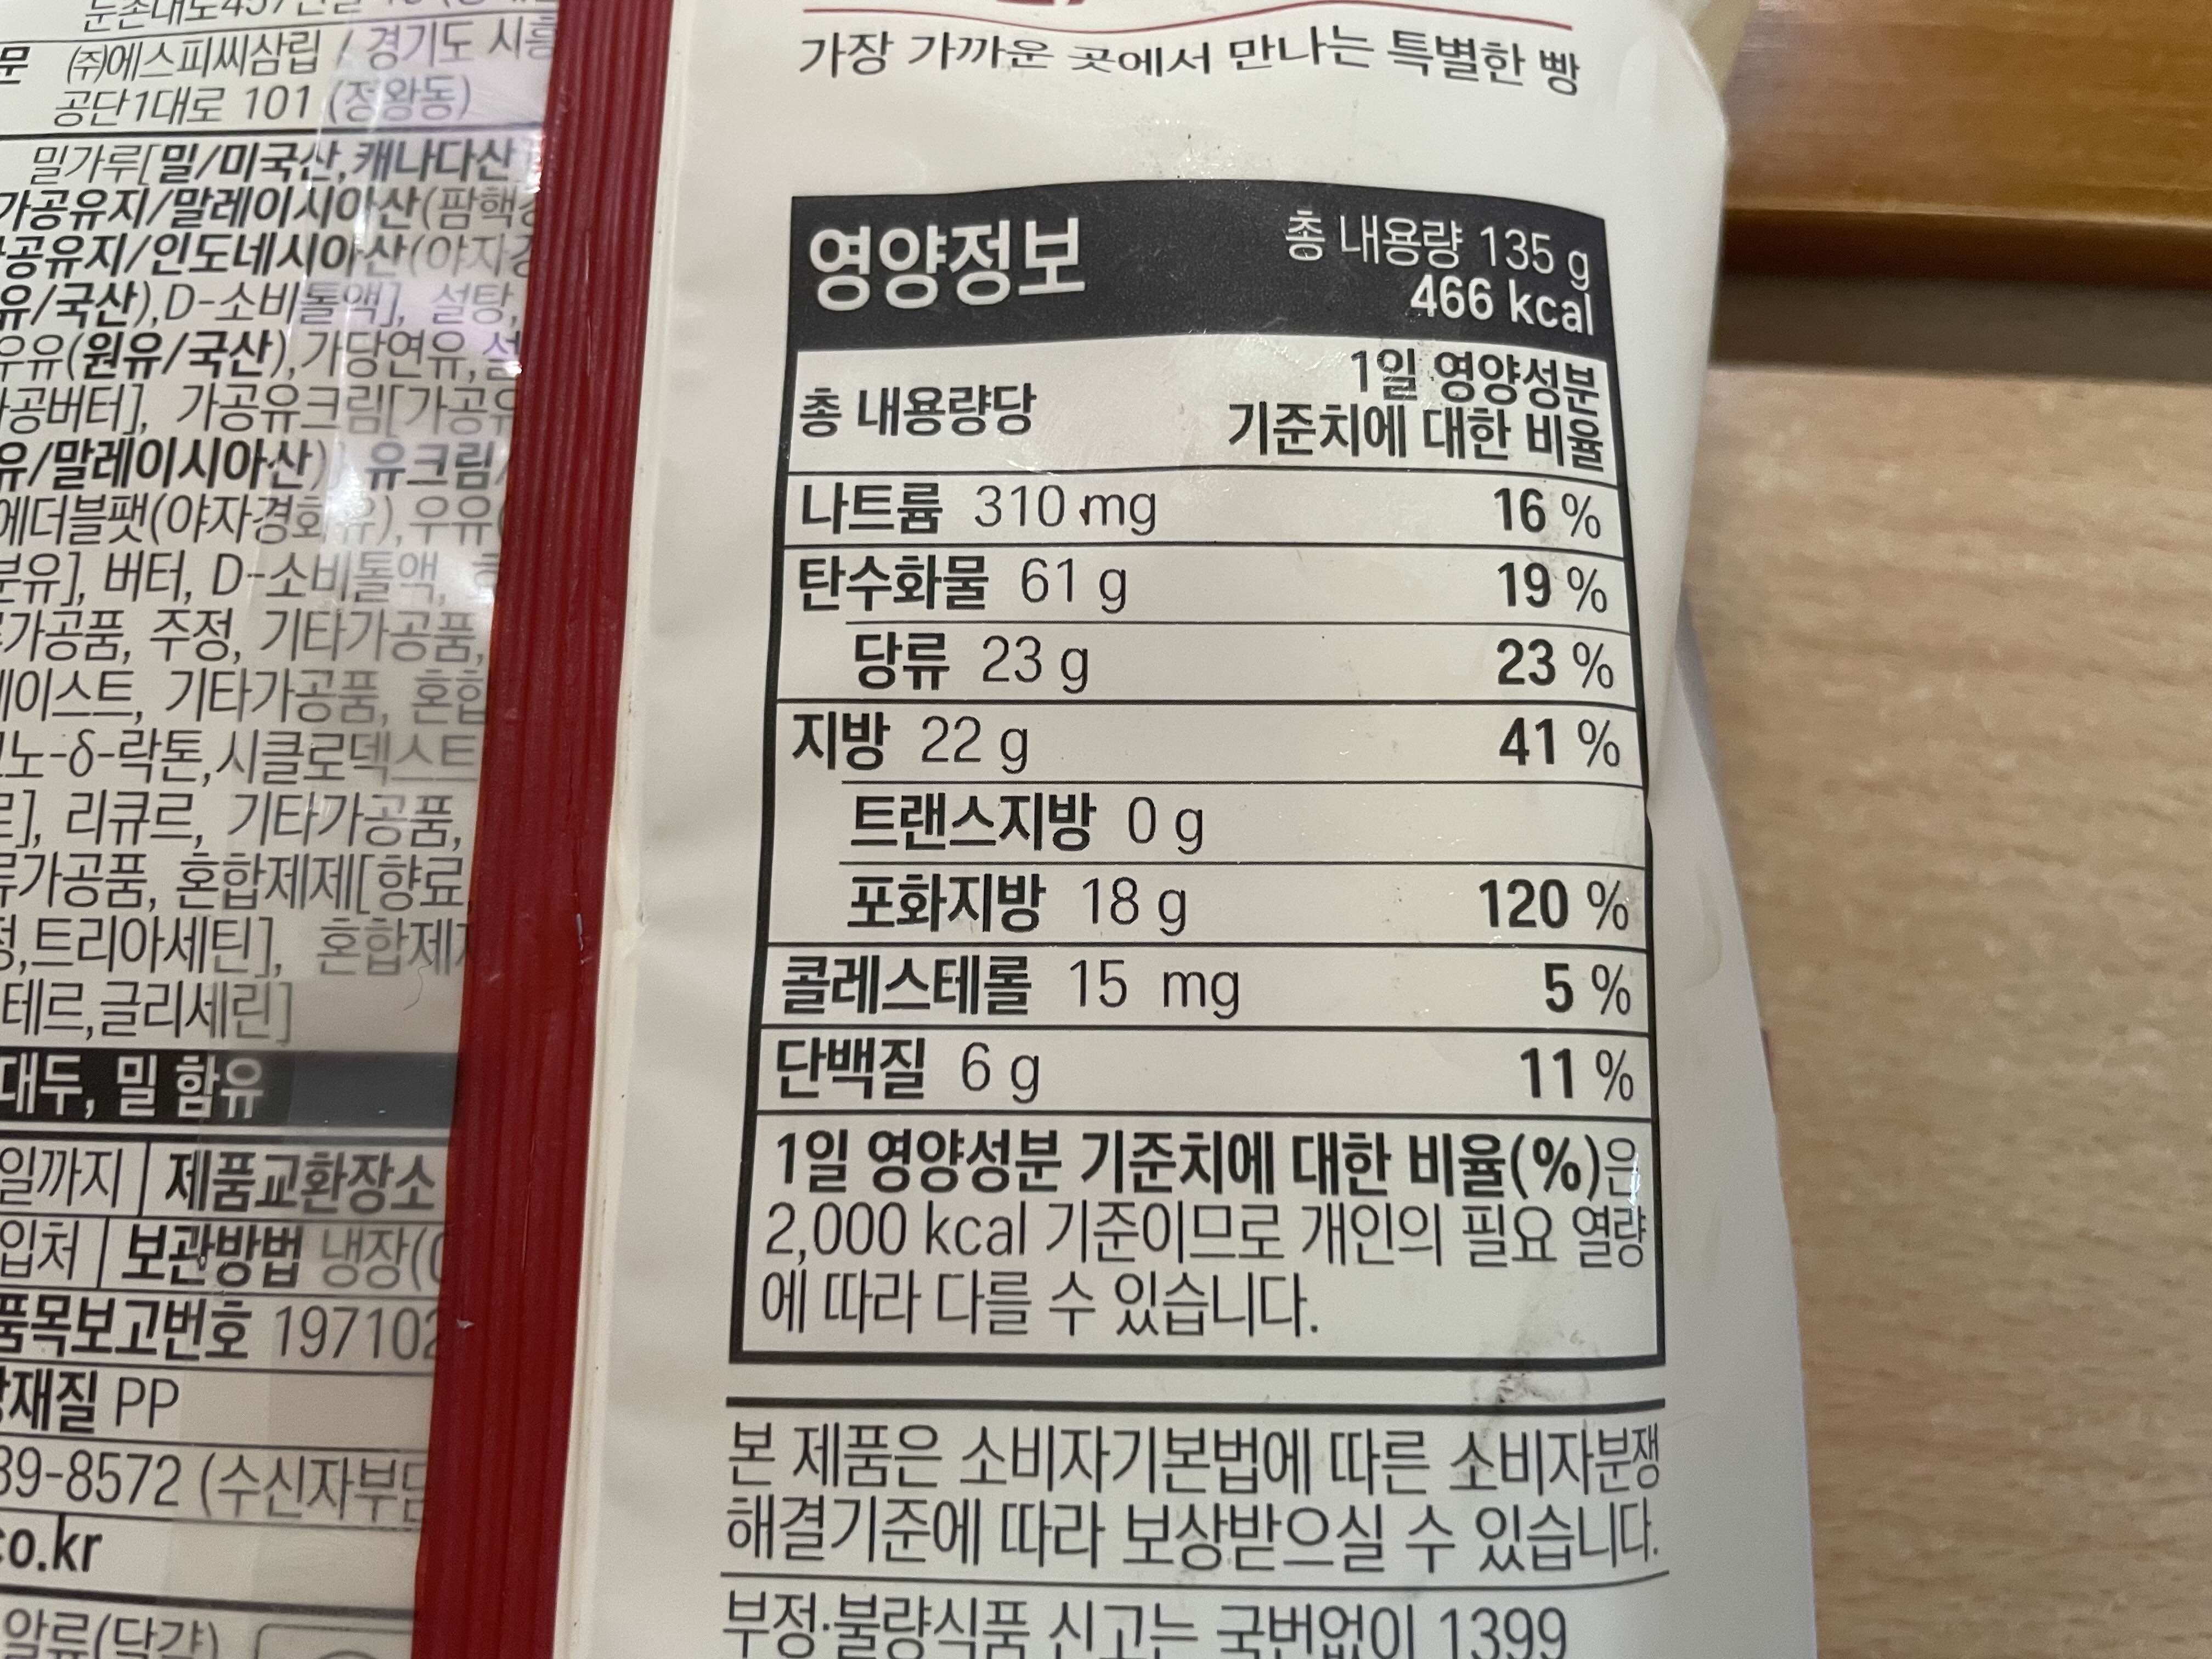 ㈜에스피씨삼립 / 경기도 시흥
공단1대로 101 (정왕동)
밀가루[밀/미국산,캐나다산
가공유지/말레이시아산(팜핵
공유지/인도네시아산(야자경
유/국산),D-소비톨액], 설탕,
우유(원유/국산),가당연유,설
공버터], 가공유크림[가공유
유/말레이시아산), 유크림/
에더블팻(야자경화유),우유(
분유], 버터, D-소비톨액,
가공품, 주정, 기타가공품,
페이스트, 기타가공품, 혼합
노-δ-락톤,시클로덱스트
], 리큐르, 기타가공품,
류가공품, 혼합제제[향료,
정,트리아세틴], 혼합제제
테르,글리세린]
대두, 밀 함유
일까지 | 제품교환장소
입처 | 보관방법 냉장(0
품목보고번호 197102
재질 PP
39-8572 (수신자부담
co.kr
알류(달걀)
가장 가까운 곳에서 만나는 특별한 빵
영양정보
총 내용량 135 g
466 kcal
총 내용량당
1일 영양성분
기준치에 대한 비율
나트륨 310 mg 16 %
탄수화물 61 g 19 %
당류 23 g 23 %
지방 22 g 41 %
트랜스지방 0 g
포화지방 18 g 120 %
콜레스테롤 15 mg 5 %
단백질 6 g 11 %
1일 영양성분 기준치에 대한 비율(%)은
2,000 kcal 기준이므로 개인의 필요 열량
에 따라 다를 수 있습니다.
본 제품은 소비자기본법에 따른 소비자분쟁
해결기준에 따라 보상받으실 수 있습니다.
부정·불량식품 신고는 국번없이 1399